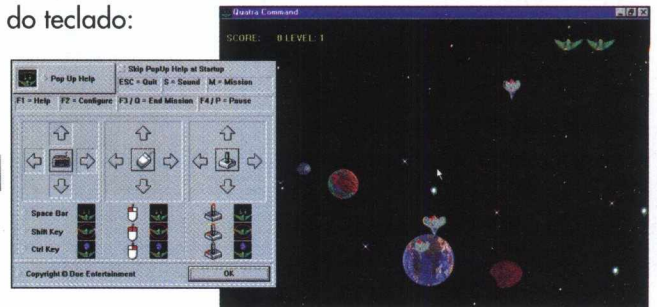 do teclado:
Quatra Command
SCORE: 0 LEVEL: 1
Pop Up Help
Skip PopUp Help at Startup
ESC = Quit S = Sound M = Mission
F1 = Help F2 = Configure F3 / Q = End Mission F4 / P = Pause
Space Bar
Shift Key
Ctrl Key
Copyright © Doe Entertainment
OK